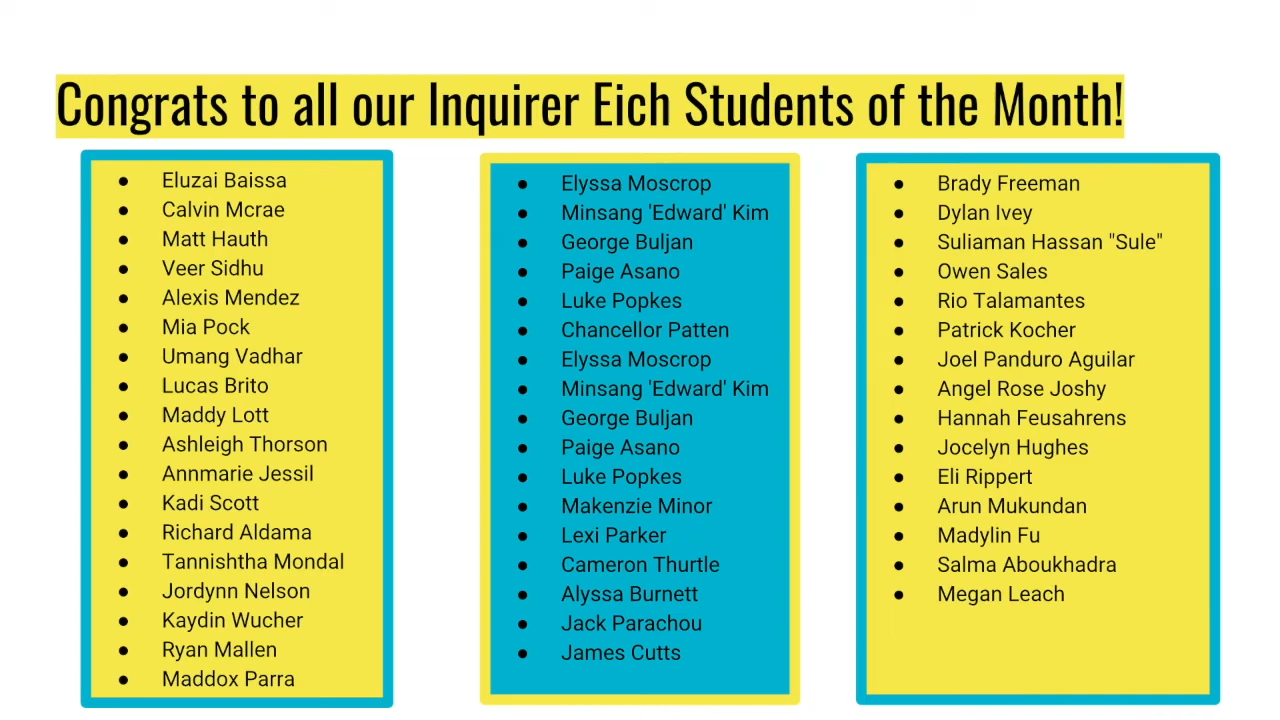 Congrats to all our Inquirer Eich Students of the Month!
● Eluzai Baissa
● Calvin Mcrae
● Matt Hauth
● Veer Sidhu
● Alexis Mendez
● Mia Pock
● Umang Vadhar
● Lucas Brito
● Maddy Lott
● Ashleigh Thorson
● Annmarie Jessil
● Kadi Scott
● Richard Aldama
● Tannishtha Mondal
● Jordynn Nelson
● Kaydin Wucher
● Ryan Mallen
● Maddox Parra
● Elyssa Moscrop
● Minsang 'Edward' Kim
● George Buljan
● Paige Asano
● Luke Popkes
● Chancellor Patten
● Elyssa Moscrop
● Minsang 'Edward' Kim
● George Buljan
● Paige Asano
● Luke Popkes
● Makenzie Minor
● Lexi Parker
● Cameron Thurtle
● Alyssa Burnett
● Jack Parachou
● James Cutts
● Brady Freeman
● Dylan Ivey
● Suliaman Hassan "Sule"
● Owen Sales
● Rio Talamantes
● Patrick Kocher
● Joel Panduro Aguilar
● Angel Rose Joshy
● Hannah Feusahrens
● Jocelyn Hughes
● Eli Rippert
● Arun Mukundan
● Madylin Fu
● Salma Aboukhadra
● Megan Leach